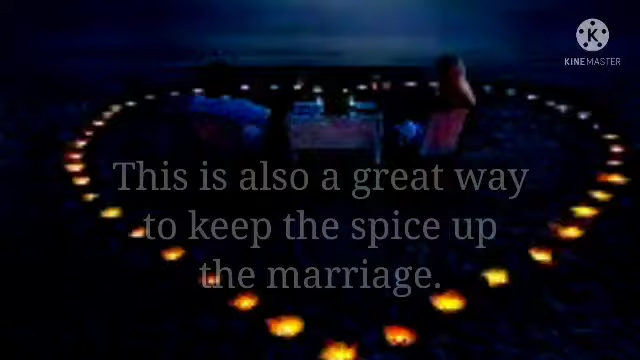 KINEMASTER
This is also a great way
to keep the spice up
the marriage.